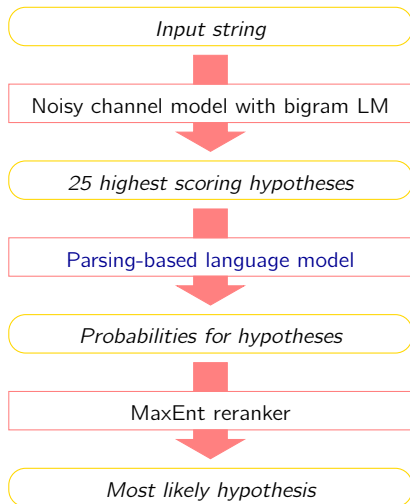 Input string
Noisy channel model with bigram LM
25 highest scoring hypotheses
Parsing-based language model
Probabilities for hypotheses
MaxEnt reranker
Most likely hypothesis